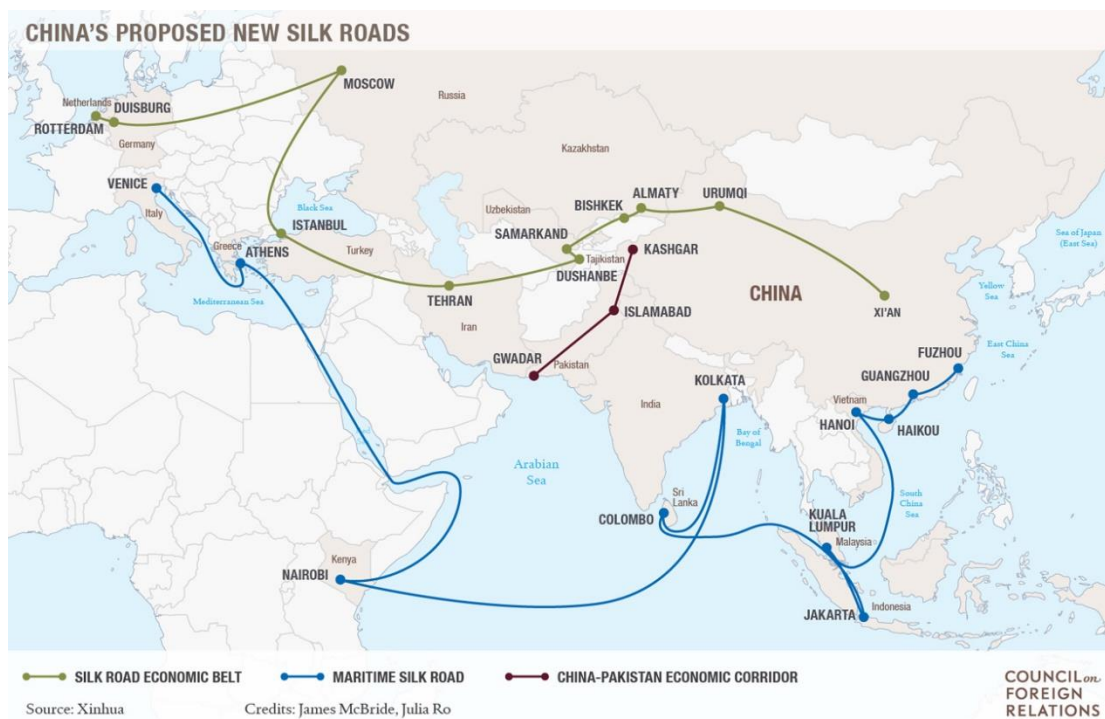 CHINA'S PROPOSED NEW SILK ROADS
MOSCOW
Netherlands
DUISBURG
ROTTERDAM
Germany
Russia
Kazakhstan
VENICE
Italy
Black Sea
ISTANBUL
Greece
ATHENS
Turkey
Mediterranean Sea
Uzbekistan
BISHKEK
ALMATY
URUMQI
SAMARKAND
Tajikistan
DUSHANBE
KASHGAR
TEHRAN
Iran
ISLAMABAD
GWADAR
Pakistan
CHINA
XI'AN
Sea of Japan
(East Sea)
Yellow
Sea
East China
Sea
FUZHOU
GUANGZHOU
KOLKATA
India
Vietnam
HANOI
HAIKOU
Bay of
Bengal
Arabian
Sea
Sri
Lanka
COLOMBO
South
China
Sea
KUALA
LUMPUR
Malaysia
Kenya
NAIROBI
JAKARTA
Indonesia
SILK ROAD ECONOMIC BELT
MARITIME SILK ROAD
CHINA-PAKISTAN ECONOMIC CORRIDOR
Source: Xinhua
Credits: James McBride, Julia Ro
COUNCIL on
FOREIGN
RELATIONS